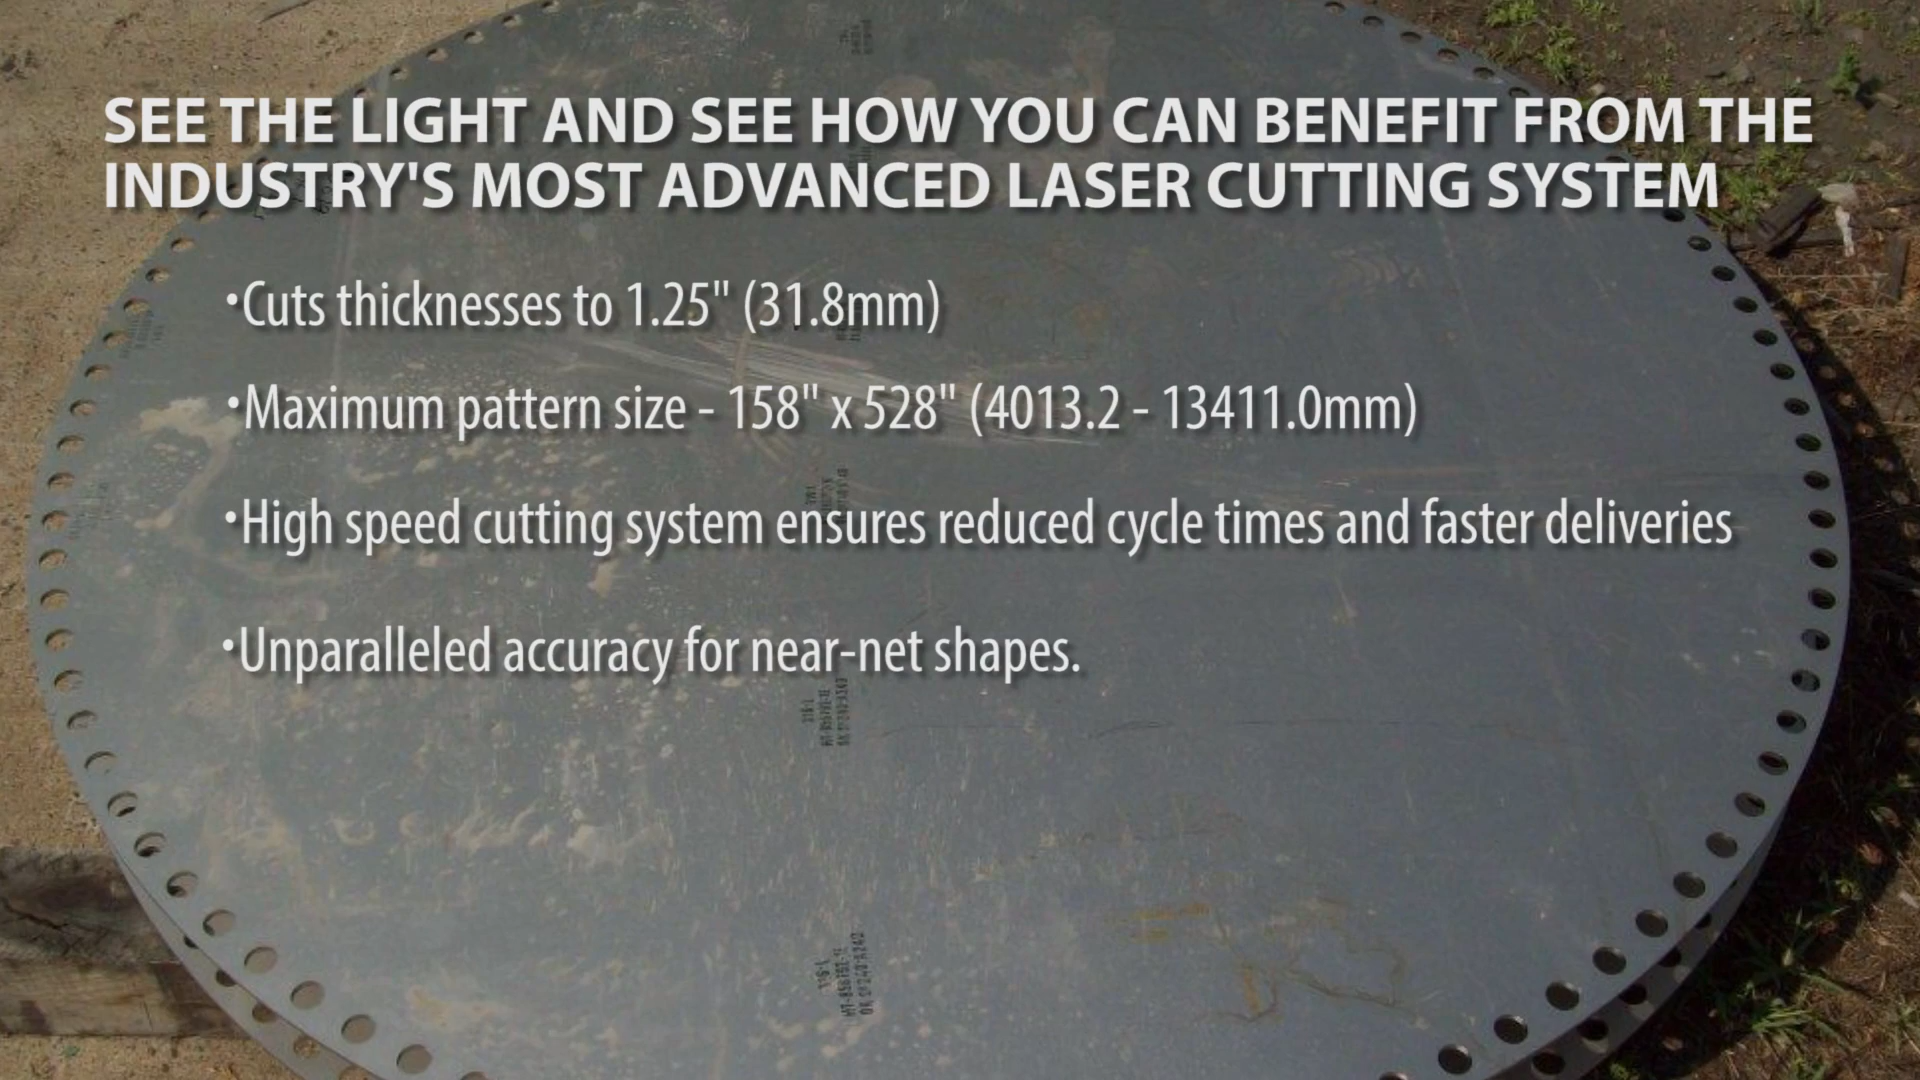 SEE THE LIGHT AND SEE HOW YOU CAN BENEFIT FROM THE
INDUSTRY'S MOST ADVANCED LASER CUTTING SYSTEM
•Cuts thicknesses to 1.25" (31.8mm)
•Maximum pattern size - 158" x 528" (4013.2 - 13411.0mm)
•High speed cutting system ensures reduced cycle times and faster deliveries
•Unparalleled accuracy for near-net shapes.
316-L